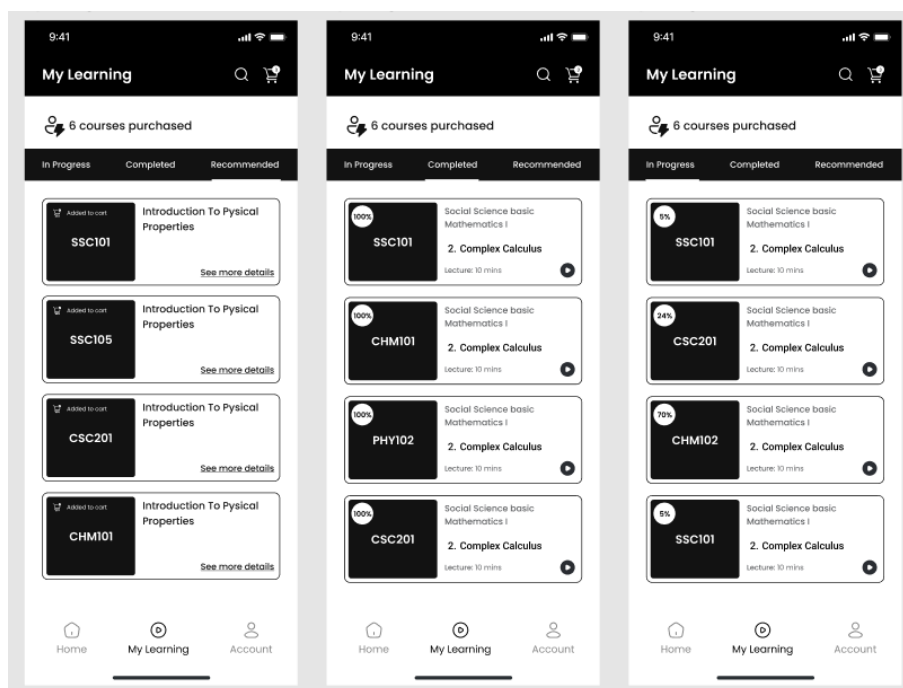 9:41
My Learning
6 courses purchased
In Progress Completed Recommended
Added to cart
SSC101
Introduction To Pysical
Properties
See more details
Added to cart
SSC105
Introduction To Pysical
Properties
See more details
Added to cart
CSC201
Introduction To Pysical
Properties
See more details
Added to cart
CHM101
Introduction To Pysical
Properties
See more details
Home My Learning Account
9:41
My Learning
6 courses purchased
In Progress Completed Recommended
100%
SSC101
Social Science basic
Mathematics I
2. Complex Calculus
Lecture: 10 mins
100%
CHM101
Social Science basic
Mathematics I
2. Complex Calculus
Lecture: 10 mins
100%
PHY102
Social Science basic
Mathematics I
2. Complex Calculus
Lecture: 10 mins
100%
CSC201
Social Science basic
Mathematics I
2. Complex Calculus
Lecture: 10 mins
Home My Learning Account
9:41
My Learning
6 courses purchased
In Progress Completed Recommended
5%
SSC101
Social Science basic
Mathematics I
2. Complex Calculus
Lecture: 10 mins
24%
CSC201
Social Science basic
Mathematics I
2. Complex Calculus
Lecture: 10 mins
70%
CHM102
Social Science basic
Mathematics I
2. Complex Calculus
Lecture: 10 mins
5%
SSC101
Social Science basic
Mathematics I
2. Complex Calculus
Lecture: 10 mins
Home My Learning Account